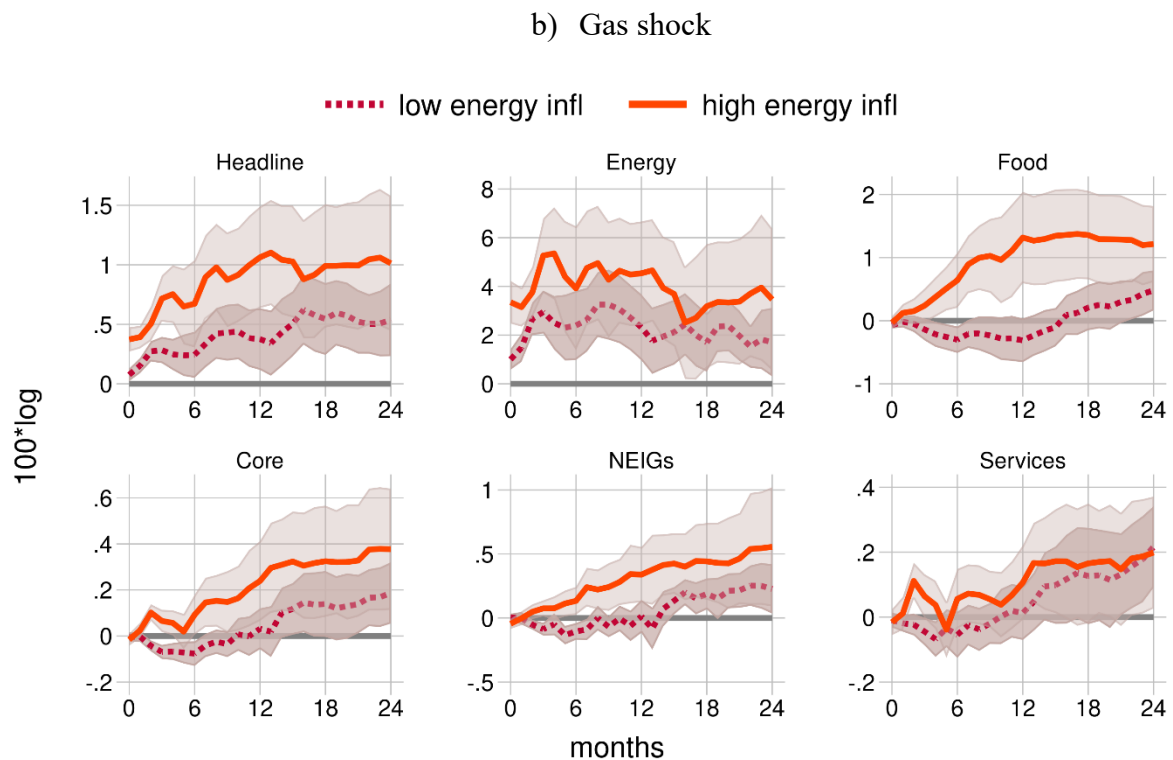 b) Gas shock
low energy infl high energy infl
Headline Energy Food
1.5
1
.5
0
0 6 12 18 24
8
6
4
2
0
0 6 12 18 24
2
1
0
-1
0 6 12 18 24
100*log
Core NEIGs Services
.6
.4
.2
0
-.2
0 6 12 18 24
1
.5
0
-.5
0 6 12 18 24
.4
.2
0
-.2
0 6 12 18 24
months